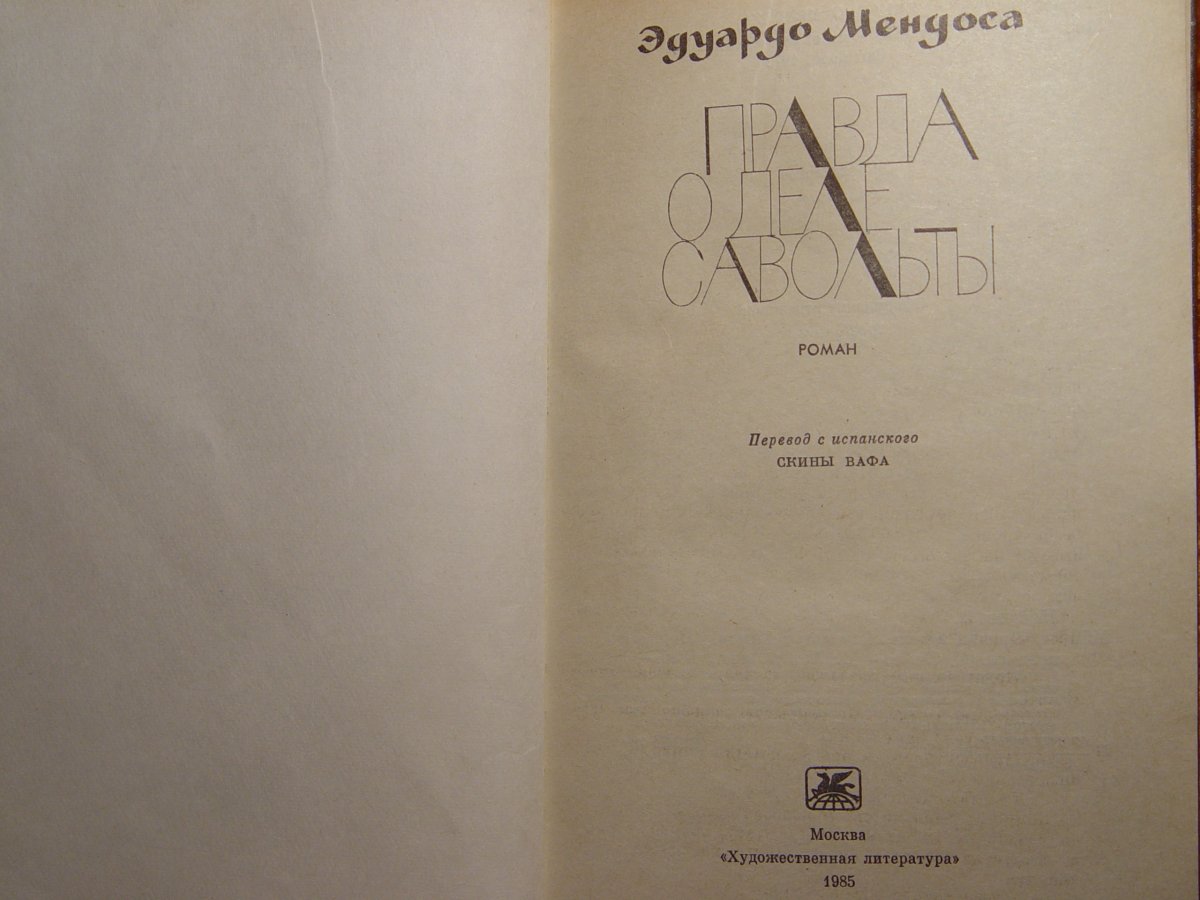 Эдуардо Мендоса
ПРАВДА
О ДЕЛЕ
САВОЛЬТЫ
РОМАН
Перевод с испанского
СКИНЫ ВАФА
Москва
«Художественная литература»
1985